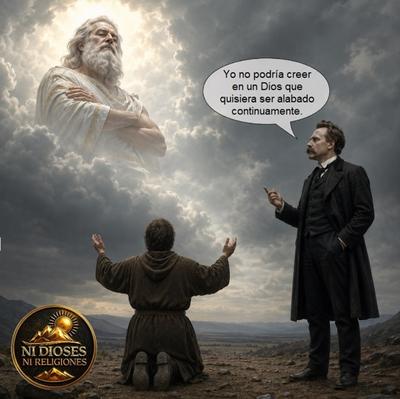 Yo no podría creer
en un Dios que
quisiera ser alabado
continuamente.
NI DIOSES
NI RELIGIONES